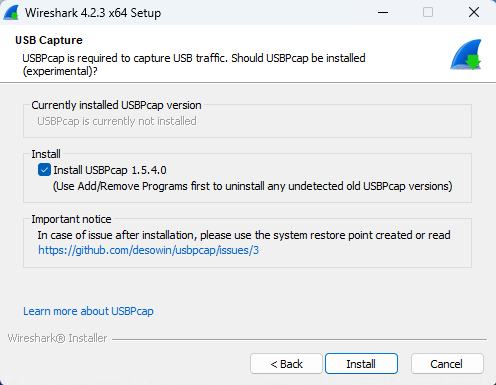 Wireshark 4.2.3 x64 Setup
USB Capture
USBPcap is required to capture USB traffic. Should USBPcap be installed
(experimental)?
Currently installed USBPcap version
USBPcap is currently not installed
Install
Install USBPcap 1.5.4.0
(Use Add/Remove Programs first to uninstall any undetected old USBPcap versions)
Important notice
In case of issue after installation, please use the system restore point created or read
https://github.com/desowin/usbpcap/issues/3
Learn more about USBPcap
Wireshark® Installer
< Back
Install
Cancel